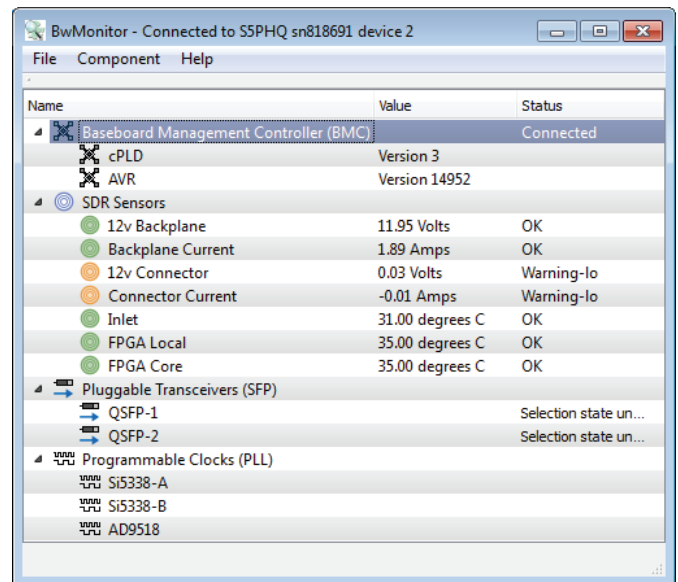 BwMonitor - Connected to S5PHQ sn818691 device 2
File Component Help
Name Value Status
Baseboard Management Controller (BMC) Connected
cPLD Version 3
AVR Version 14952
SDR Sensors
12v Backplane 11.95 Volts OK
Backplane Current 1.89 Amps OK
12v Connector 0.03 Volts Warning-lo
Connector Current -0.01 Amps Warning-lo
Inlet 31.00 degrees C OK
FPGA Local 35.00 degrees C OK
FPGA Core 35.00 degrees C OK
Pluggable Transceivers (SFP)
QSFP-1 Selection state un...
QSFP-2 Selection state un...
Programmable Clocks (PLL)
Si5338-A
Si5338-B
AD9518